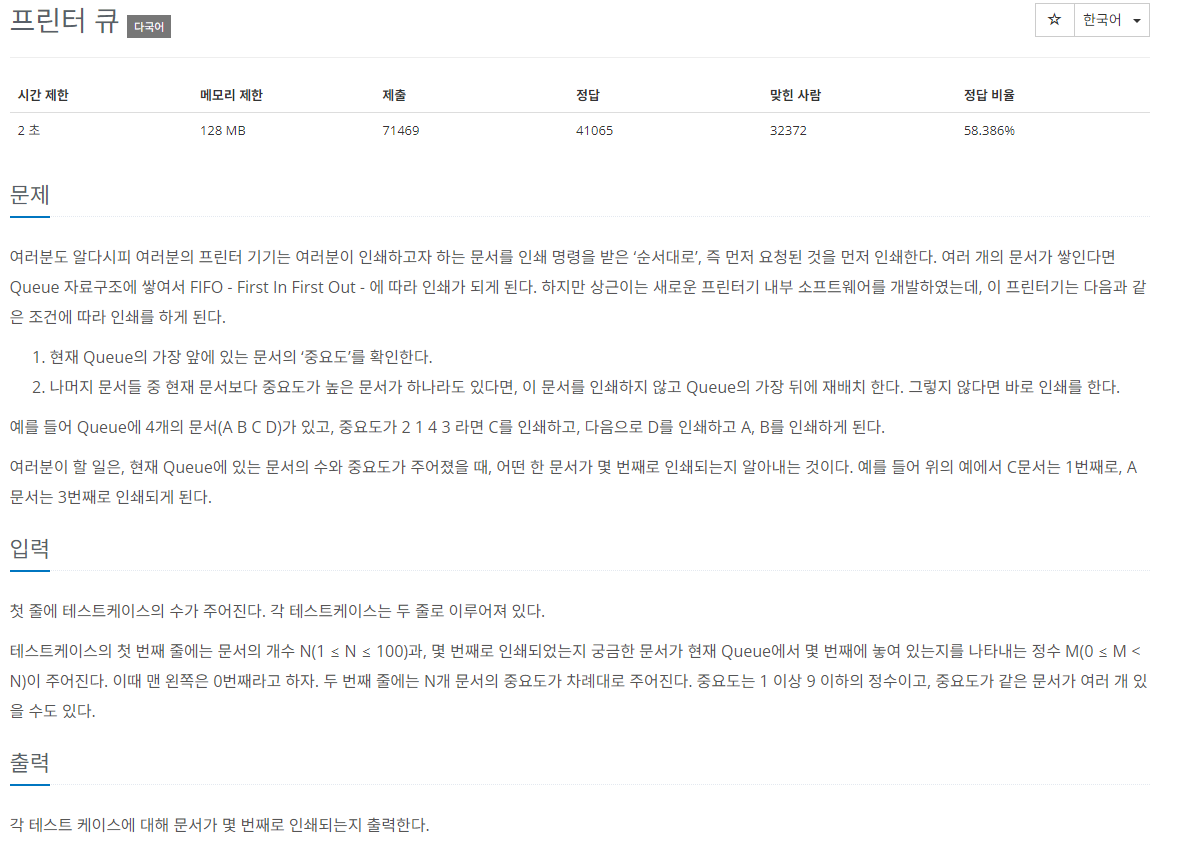 프린터 큐 다국어
☆ 한국어
시간 제한 메모리 제한 제출 정답 맞힌 사람 정답 비율
2 초 128 MB 71469 41065 32372 58.386%
문제
여러분도 알다시피 여러분의 프린터 기기는 여러분이 인쇄하고자 하는 문서를 인쇄 명령을 받은 ‘순서대로’, 즉 먼저 요청된 것을 먼저 인쇄한다. 여러 개의 문서가 쌓인다면
Queue 자료구조에 쌓여서 FIFO - First In First Out - 에 따라 인쇄가 되게 된다. 하지만 상근이는 새로운 프린터기 내부 소프트웨어를 개발하였는데, 이 프린터기는 다음과 같
은 조건에 따라 인쇄를 하게 된다.
1. 현재 Queue의 가장 앞에 있는 문서의 ‘중요도’를 확인한다.
2. 나머지 문서들 중 현재 문서보다 중요도가 높은 문서가 하나라도 있다면, 이 문서를 인쇄하지 않고 Queue의 가장 뒤에 재배치 한다. 그렇지 않다면 바로 인쇄를 한다.
예를 들어 Queue에 4개의 문서(A B C D)가 있고, 중요도가 2 1 4 3 라면 C를 인쇄하고, 다음으로 D를 인쇄하고 A, B를 인쇄하게 된다.
여러분이 할 일은, 현재 Queue에 있는 문서의 수와 중요도가 주어졌을 때, 어떤 한 문서가 몇 번째로 인쇄되는지 알아내는 것이다. 예를 들어 위의 예에서 C문서는 1번째로, A
문서는 3번째로 인쇄되게 된다.
입력
첫 줄에 테스트케이스의 수가 주어진다. 각 테스트케이스는 두 줄로 이루어져 있다.
테스트케이스의 첫 번째 줄에는 문서의 개수 N(1 ≤ N ≤ 100)과, 몇 번째로 인쇄되었는지 궁금한 문서가 현재 Queue에서 몇 번째에 놓여 있는지를 나타내는 정수 M(0 ≤ M <
N)이 주어진다. 이때 맨 왼쪽은 0번째라고 하자. 두 번째 줄에는 N개 문서의 중요도가 차례대로 주어진다. 중요도는 1 이상 9 이하의 정수이고, 중요도가 같은 문서가 여러 개 있
을 수도 있다.
출력
각 테스트 케이스에 대해 문서가 몇 번째로 인쇄되는지 출력한다.